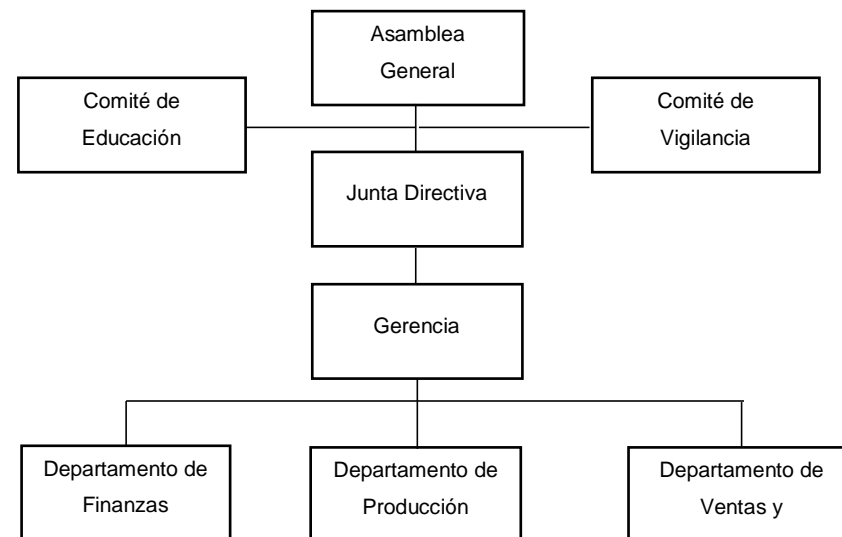 Asamblea
General
Comité de
Educación
Comité de
Vigilancia
Junta Directiva
Gerencia
Departamento de
Finanzas
Departamento de
Producción
Departamento de
Ventas y